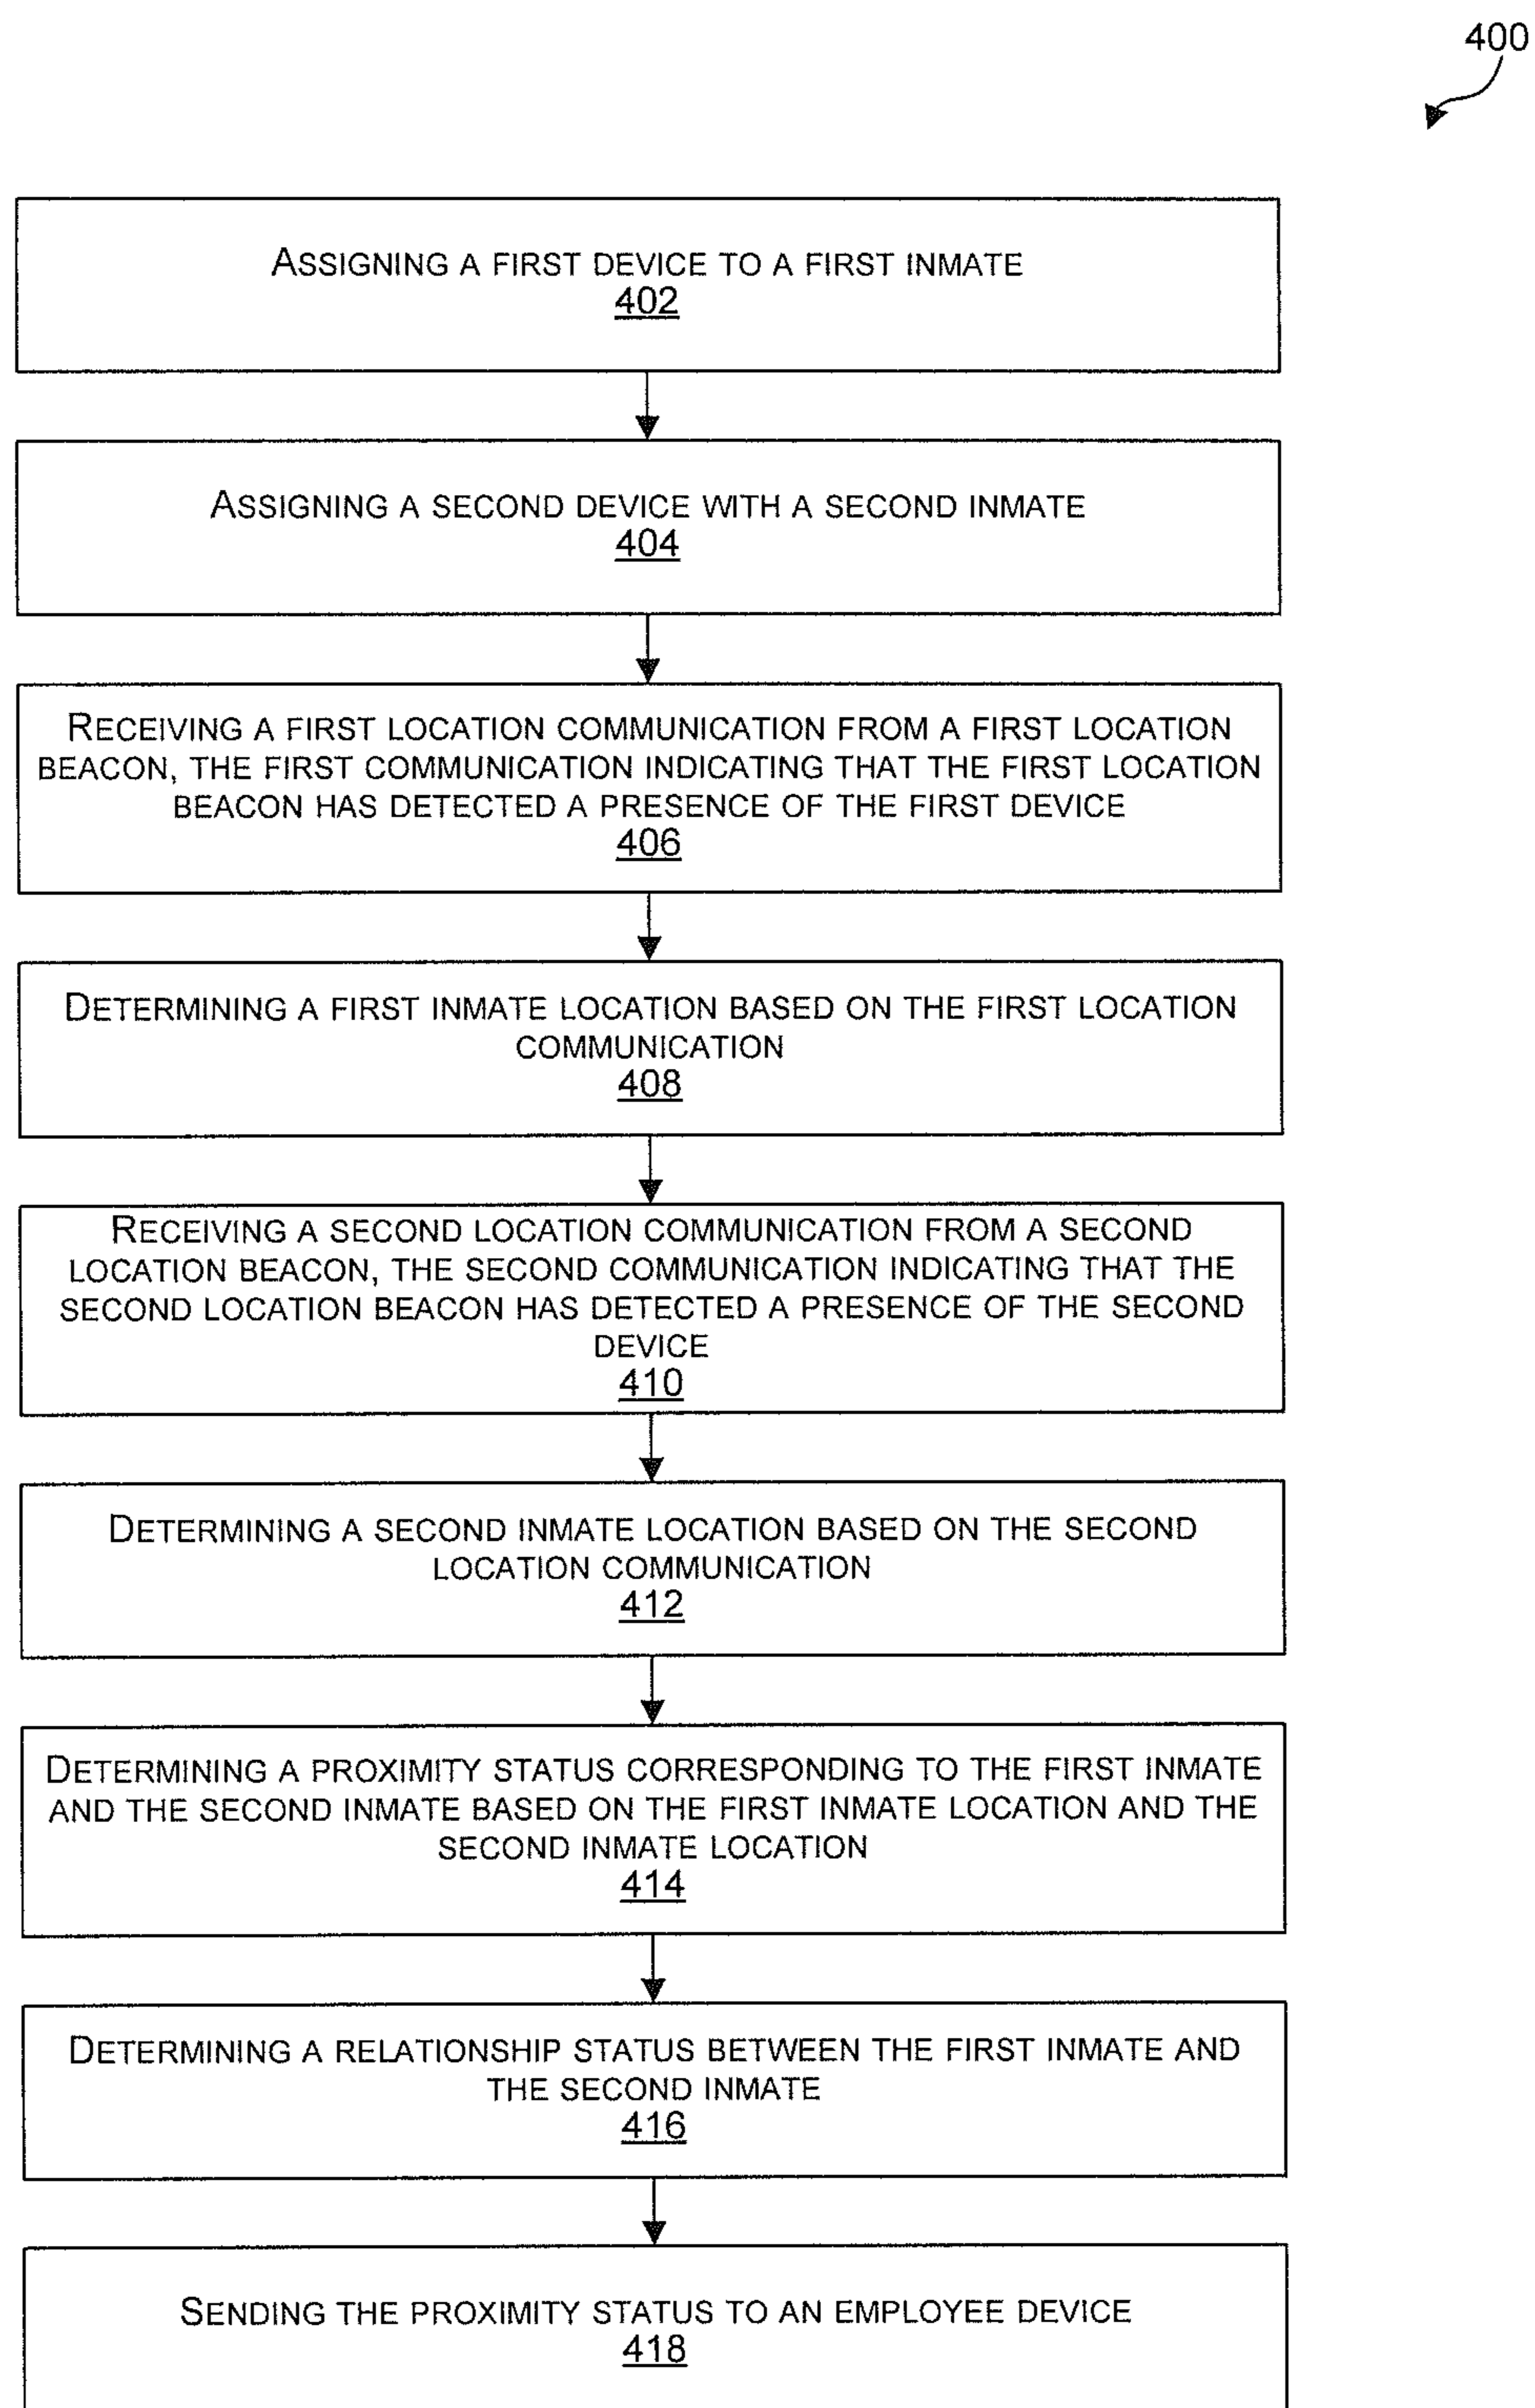 400
ASSIGNING A FIRST DEVICE TO A FIRST INMATE
402
ASSIGNING A SECOND DEVICE WITH A SECOND INMATE
404
RECEIVING A FIRST LOCATION COMMUNICATION FROM A FIRST LOCATION
BEACON, THE FIRST COMMUNICATION INDICATING THAT THE FIRST LOCATION
BEACON HAS DETECTED A PRESENCE OF THE FIRST DEVICE
406
DETERMINING A FIRST INMATE LOCATION BASED ON THE FIRST LOCATION
COMMUNICATION
408
RECEIVING A SECOND LOCATION COMMUNICATION FROM A SECOND
LOCATION BEACON, THE SECOND COMMUNICATION INDICATING THAT THE
SECOND LOCATION BEACON HAS DETECTED A PRESENCE OF THE SECOND
DEVICE
410
DETERMINING A SECOND INMATE LOCATION BASED ON THE SECOND
LOCATION COMMUNICATION
412
DETERMINING A PROXIMITY STATUS CORRESPONDING TO THE FIRST INMATE
AND THE SECOND INMATE BASED ON THE FIRST INMATE LOCATION AND THE
SECOND INMATE LOCATION
414
DETERMINING A RELATIONSHIP STATUS BETWEEN THE FIRST INMATE AND
THE SECOND INMATE
416
SENDING THE PROXIMITY STATUS TO AN EMPLOYEE DEVICE
418